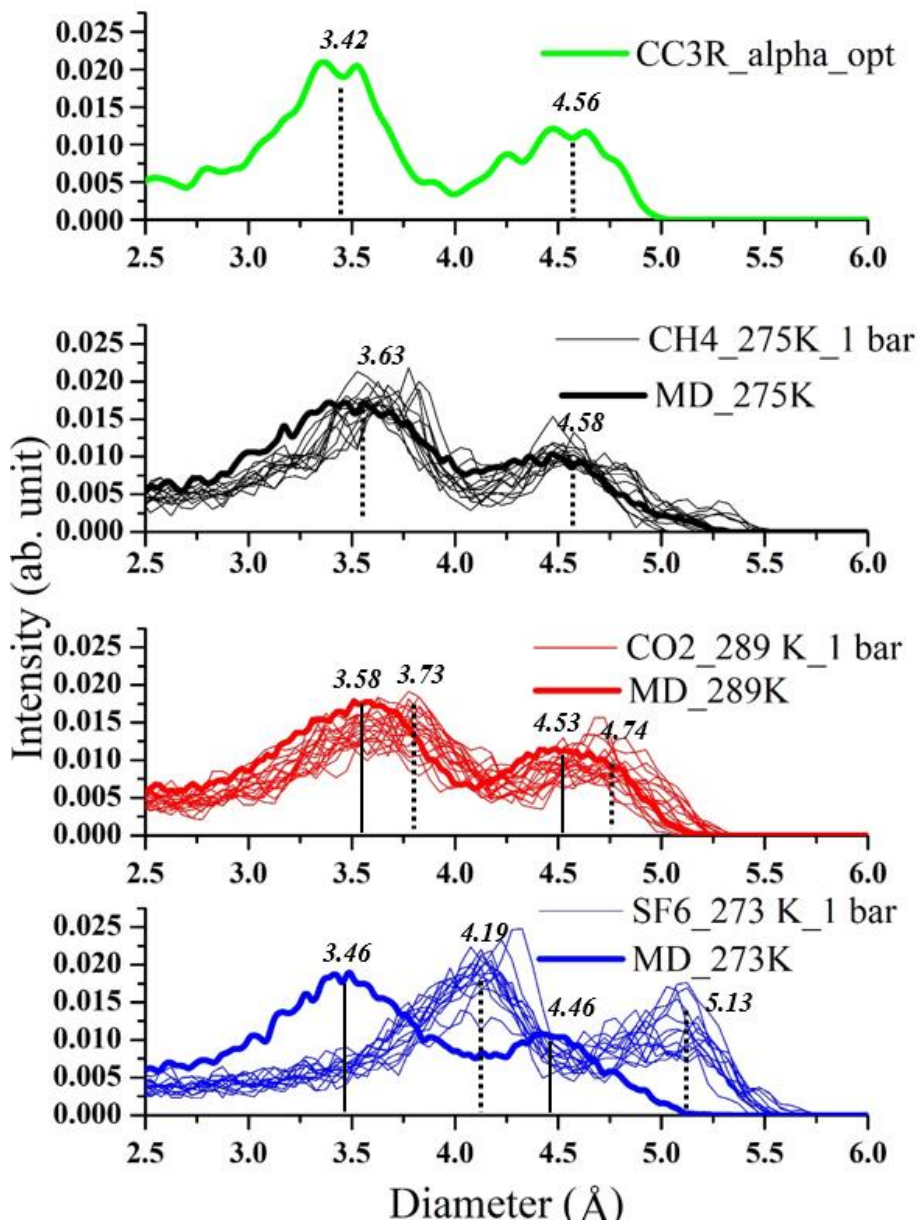 3.42
CC3R_alpha_opt
4.56
0.025
0.020
0.015
0.010
0.005
0.000
2.5 3.0 3.5 4.0 4.5 5.0 5.5 6.0
CH4_275K_1 bar
MD_275K
3.63
4.58
0.025
0.020
0.015
0.010
0.005
0.000
2.5 3.0 3.5 4.0 4.5 5.0 5.5 6.0
Intensity (ab. unit)
CO2_289 K_1 bar
MD_289K
3.58 3.73
4.53 4.74
0.025
0.020
0.015
0.010
0.005
0.000
2.5 3.0 3.5 4.0 4.5 5.0 5.5 6.0
SF6_273 K_1 bar
MD_273K
3.46 4.19
4.46 5.13
0.025
0.020
0.015
0.010
0.005
0.000
2.5 3.0 3.5 4.0 4.5 5.0 5.5 6.0
Diameter (Å)